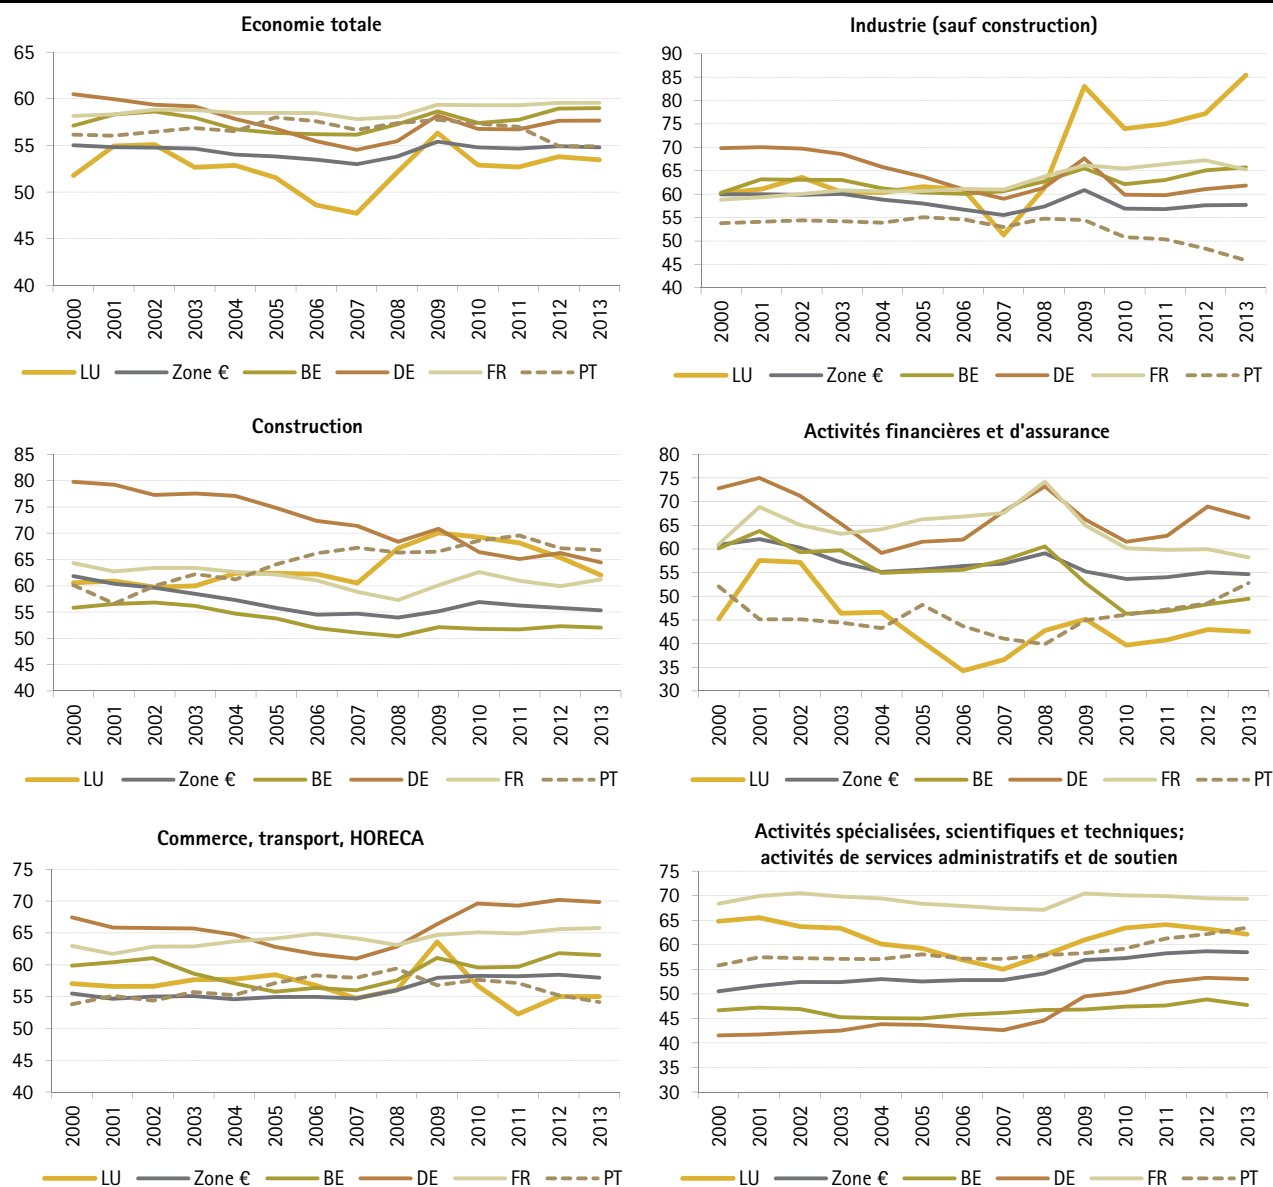 Economie totale
65
60
55
50
45
40
2000 2001 2002 2003 2004 2005 2006 2007 2008 2009 2010 2011 2012 2013
LU Zone € BE DE FR PT
Industrie (sauf construction)
90
85
80
75
70
65
60
55
50
45
40
2000 2001 2002 2003 2004 2005 2006 2007 2008 2009 2010 2011 2012 2013
LU Zone € BE DE FR PT
Construction
85
80
75
70
65
60
55
50
45
40
2000 2001 2002 2003 2004 2005 2006 2007 2008 2009 2010 2011 2012 2013
LU Zone € BE DE FR PT
Activités financières et d'assurance
80
75
70
65
60
55
50
45
40
35
30
2000 2001 2002 2003 2004 2005 2006 2007 2008 2009 2010 2011 2012 2013
LU Zone € BE DE FR PT
Commerce, transport, HORECA
75
70
65
60
55
50
45
40
2000 2001 2002 2003 2004 2005 2006 2007 2008 2009 2010 2011 2012 2013
LU Zone € BE DE FR PT
Activités spécialisées, scientifiques et techniques;
activités de services administratifs et de soutien
75
70
65
60
55
50
45
40
35
30
2000 2001 2002 2003 2004 2005 2006 2007 2008 2009 2010 2011 2012 2013
LU Zone € BE DE FR PT